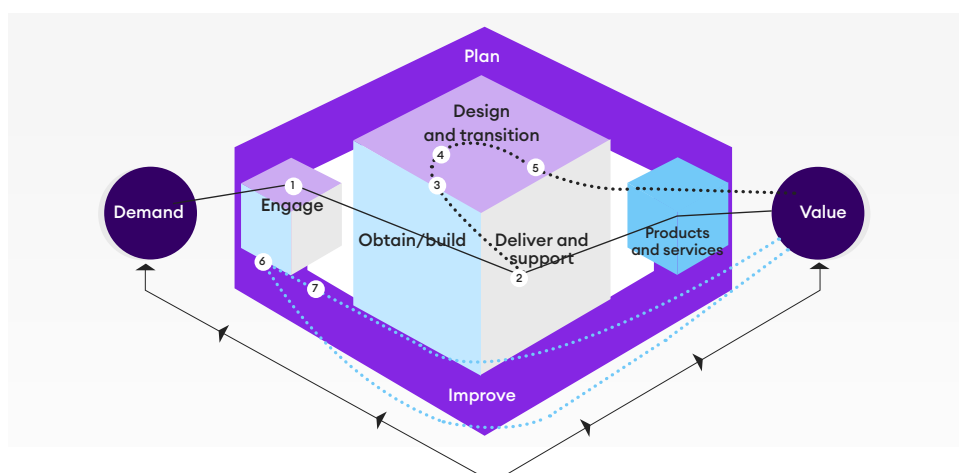 Plan
Design
and transition
4
5
1
3
Demand
Engage
Value
Obtain/build
Deliver and
support
Products
and services
6
2
7
Improve